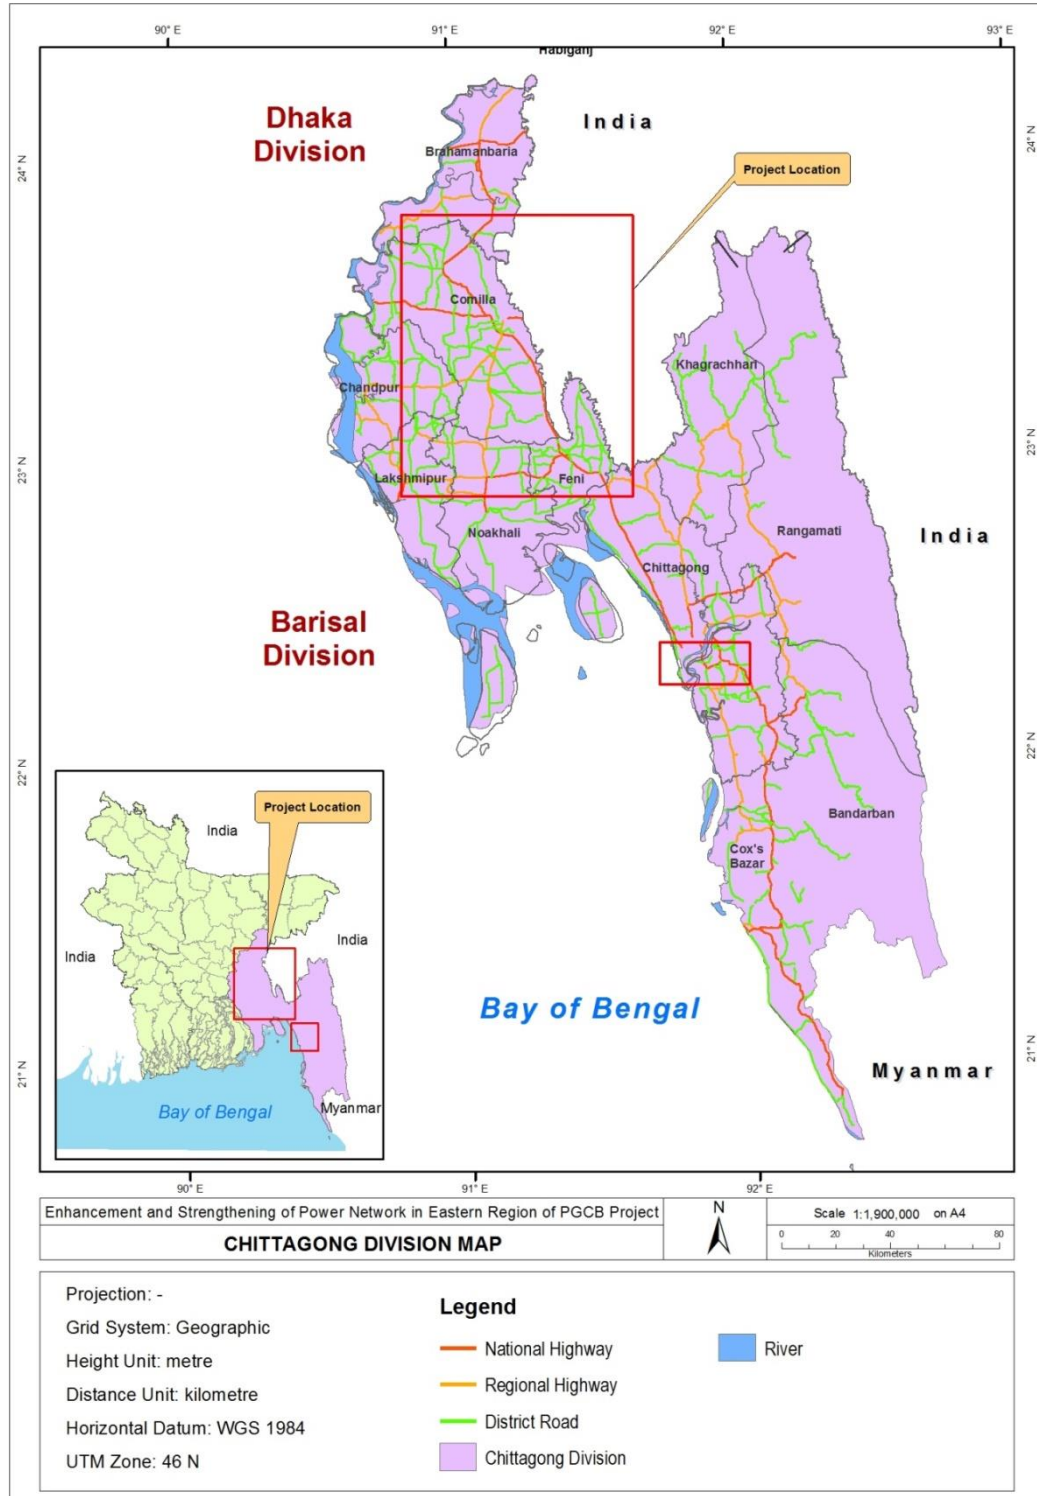 90° E
91° E
92° E
93° E
Habiganj
Dhaka
Division
India
24° N
24° N
Brahamanbaria
Project Location
Comilla
Khagrachhari
Chandpur
23° N
23° N
Lakshmipur
Feni
Noakhali
Rangamati
India
Chittagong
Barisal
Division
22° N
22° N
Project Location
India
Bandarban
Cox's
Bazar
India
India
Bay of Bengal
21° N
21° N
Myanmar
Bay of Bengal
Myanmar
90° E
91° E
92° E
Enhancement and Strengthening of Power Network in Eastern Region of PGCB Project
CHITTAGONG DIVISION MAP
N
Scale 1:1,900,000 on A4
0 20 40 80
Kilometers
Projection: -
Grid System: Geographic
Height Unit: metre
Distance Unit: kilometre
Horizontal Datum: WGS 1984
UTM Zone: 46 N
Legend
National Highway
Regional Highway
District Road
Chittagong Division
River